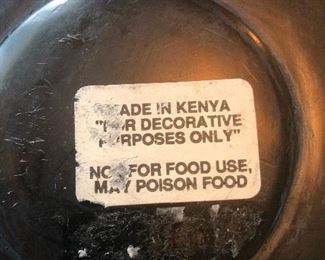 MADE IN KENYA
"FOR DECORATIVE
PURPOSES ONLY"
NOT FOR FOOD USE,
MAY POISON FOOD